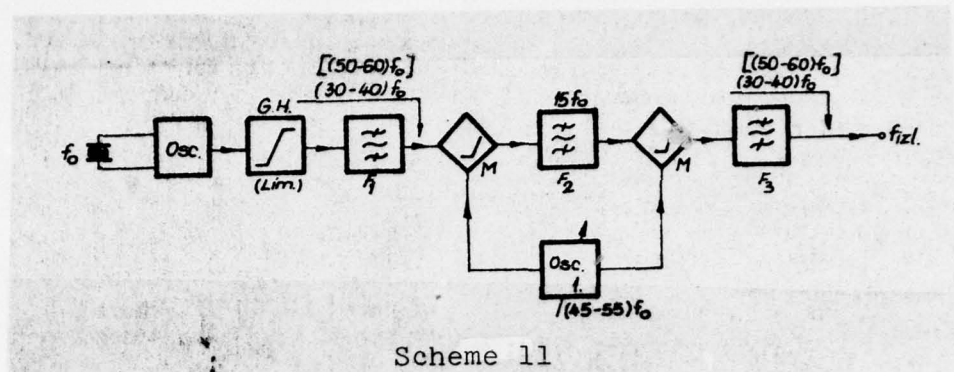 [(50-60)f₀]
(30-40)f₀
[(50-60)f₀]
(30-40)f₀
G.H.
15f₀
f₀
Osc.
(Lim.)
F₁
M
F₂
M
F₃
fızl.
Osc.
1.
(45-55)f₀
Scheme 11